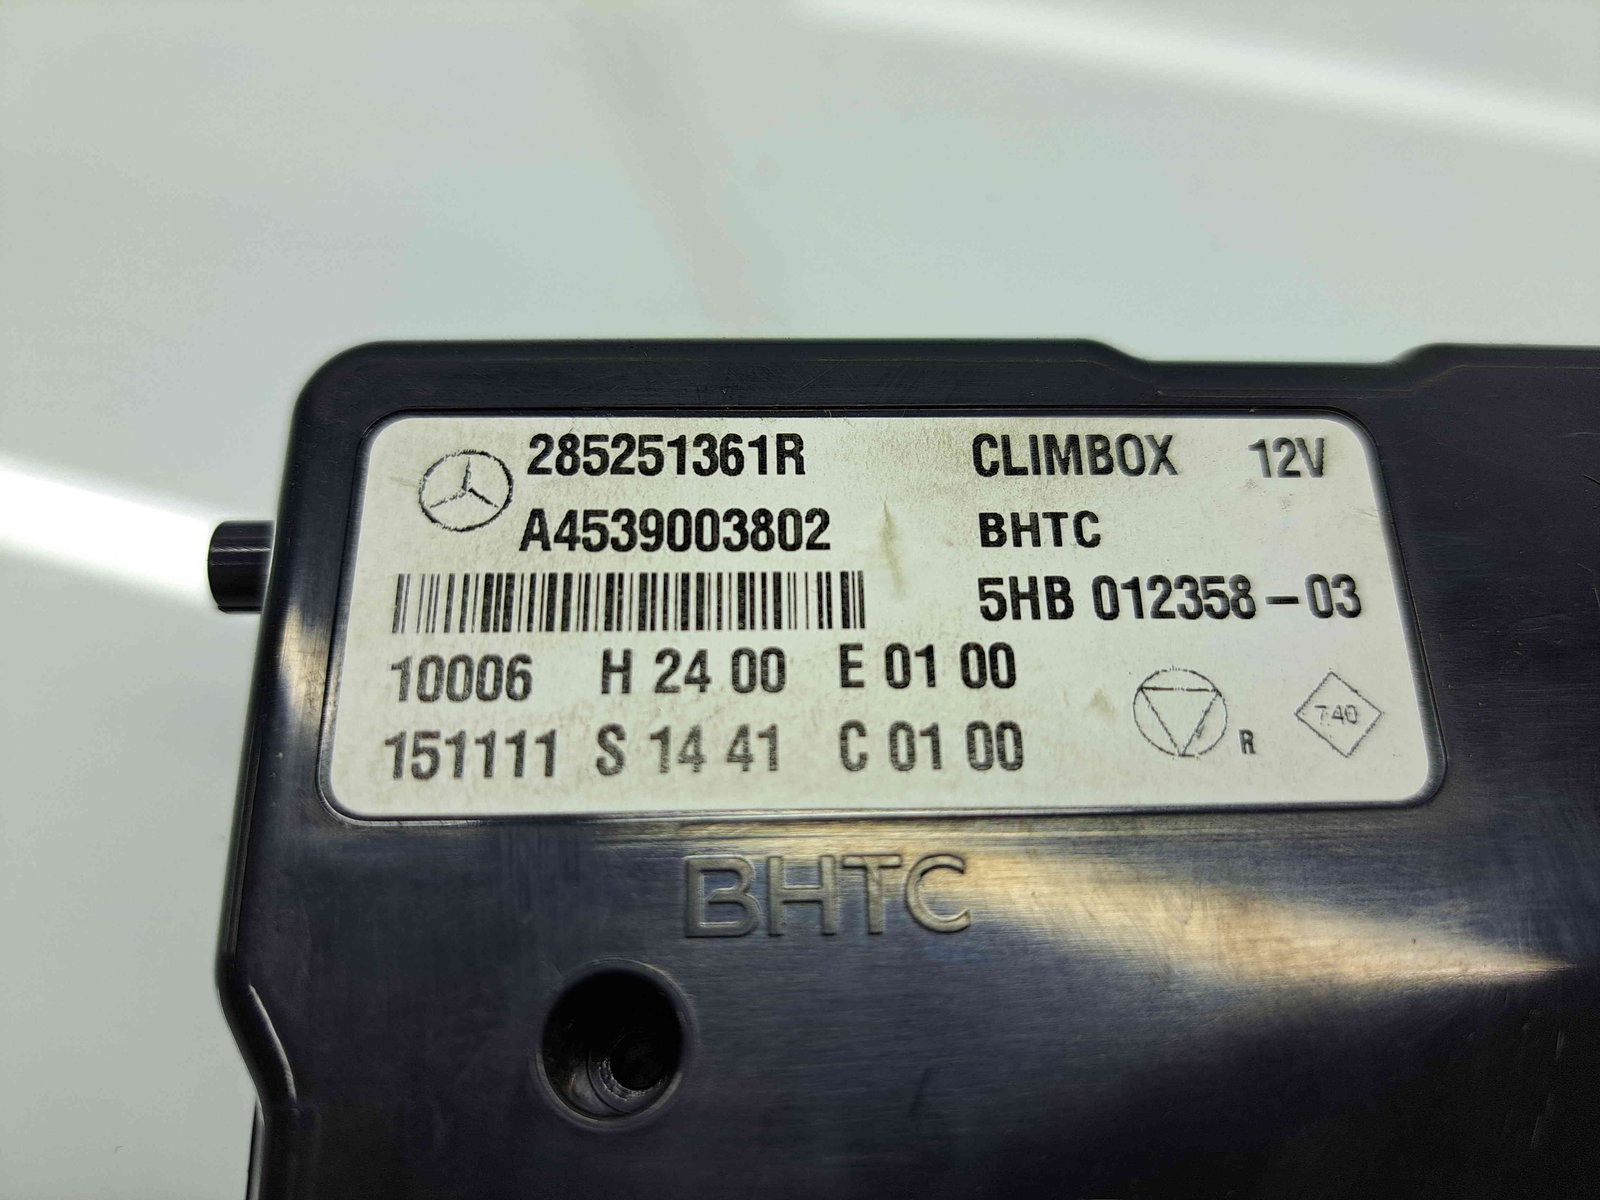 285251361R CLIMBOX 12V
A4539003802 BHTC
5HB 012358-03
10006 H 24 00 E 01 00
151111 S 14 41 C 01 00
R
740
BHTC